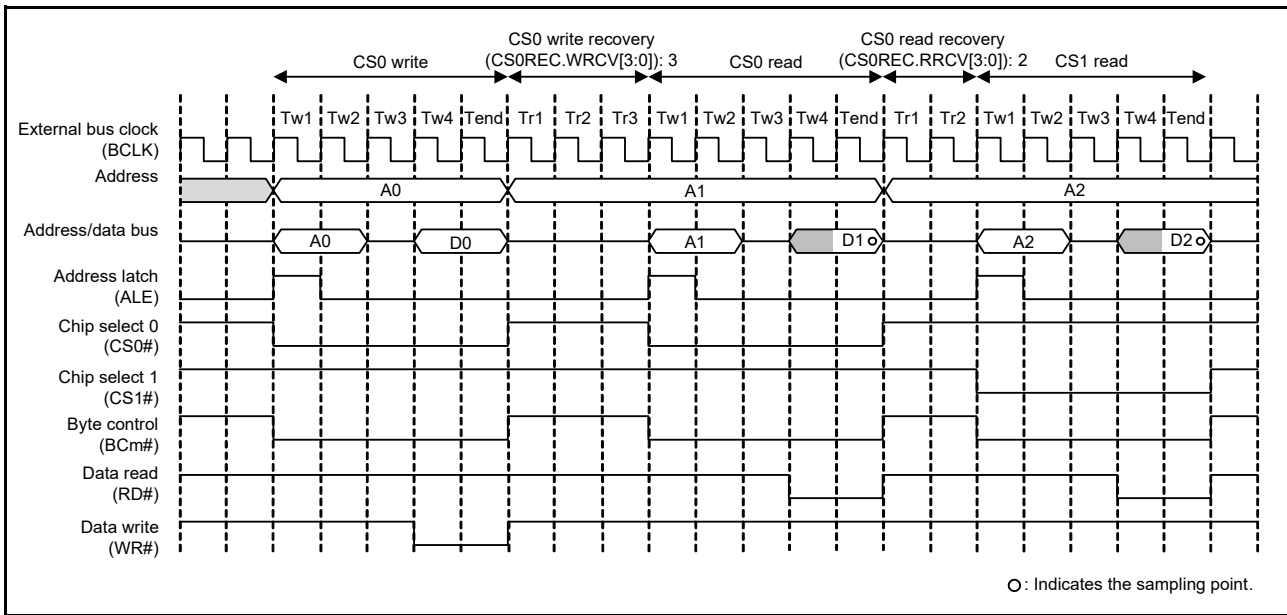 CS0 write
CS0 write recovery
(CS0REC.WRCV[3:0]): 3
CS0 read
CS0 read recovery
(CS0REC.RRCV[3:0]): 2
CS1 read
Tw1 Tw2 Tw3 Tw4 Tend Tr1 Tr2 Tr3 Tw1 Tw2 Tw3 Tw4 Tend Tr1 Tr2 Tw1 Tw2 Tw3 Tw4 Tend
External bus clock
(BCLK)
Address
A0 A1 A2
Address/data bus
A0 D0 A1 D1 A2 D2
Address latch
(ALE)
Chip select 0
(CS0#)
Chip select 1
(CS1#)
Byte control
(BCm#)
Data read
(RD#)
Data write
(WR#)
: Indicates the sampling point.